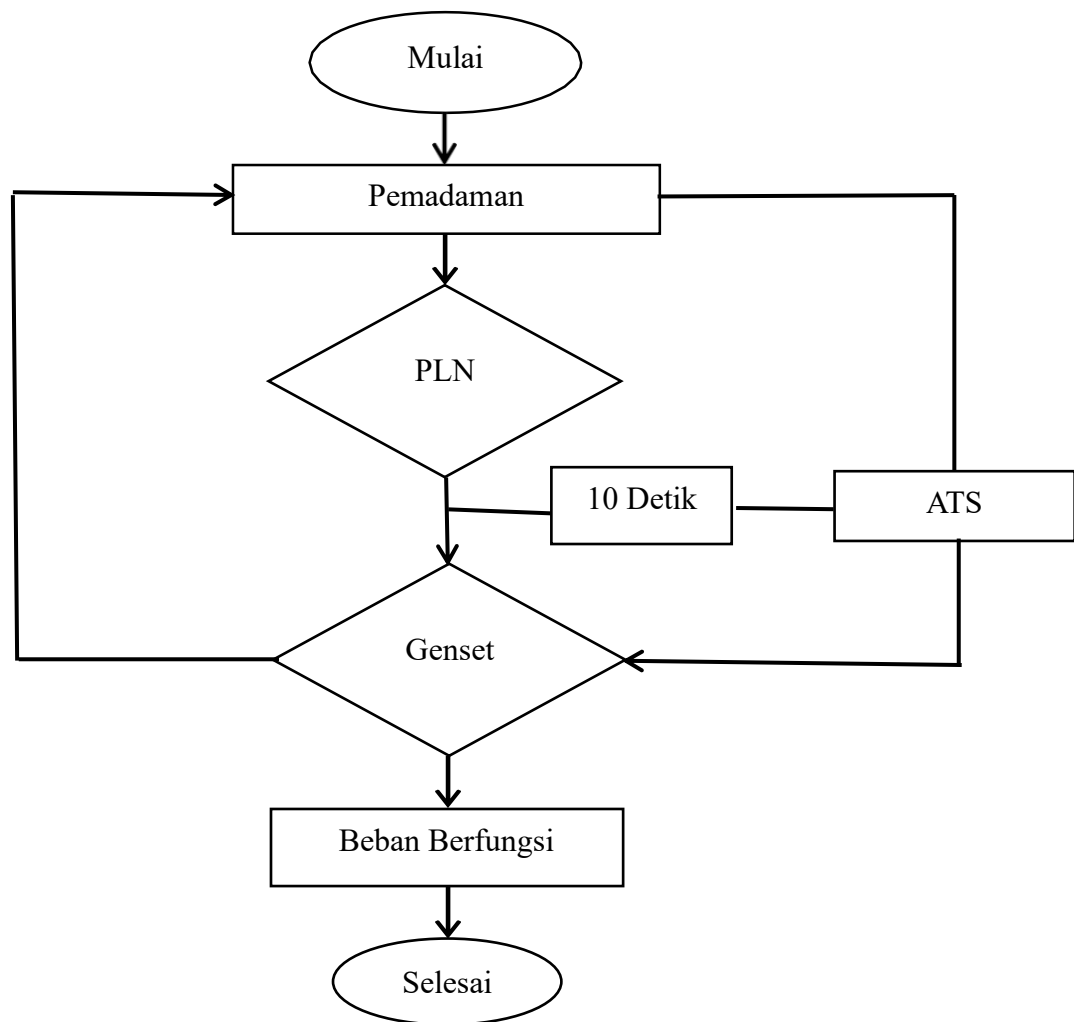 Mulai
Pemadaman
PLN
10 Detik
ATS
Genset
Beban Berfungsi
Selesai